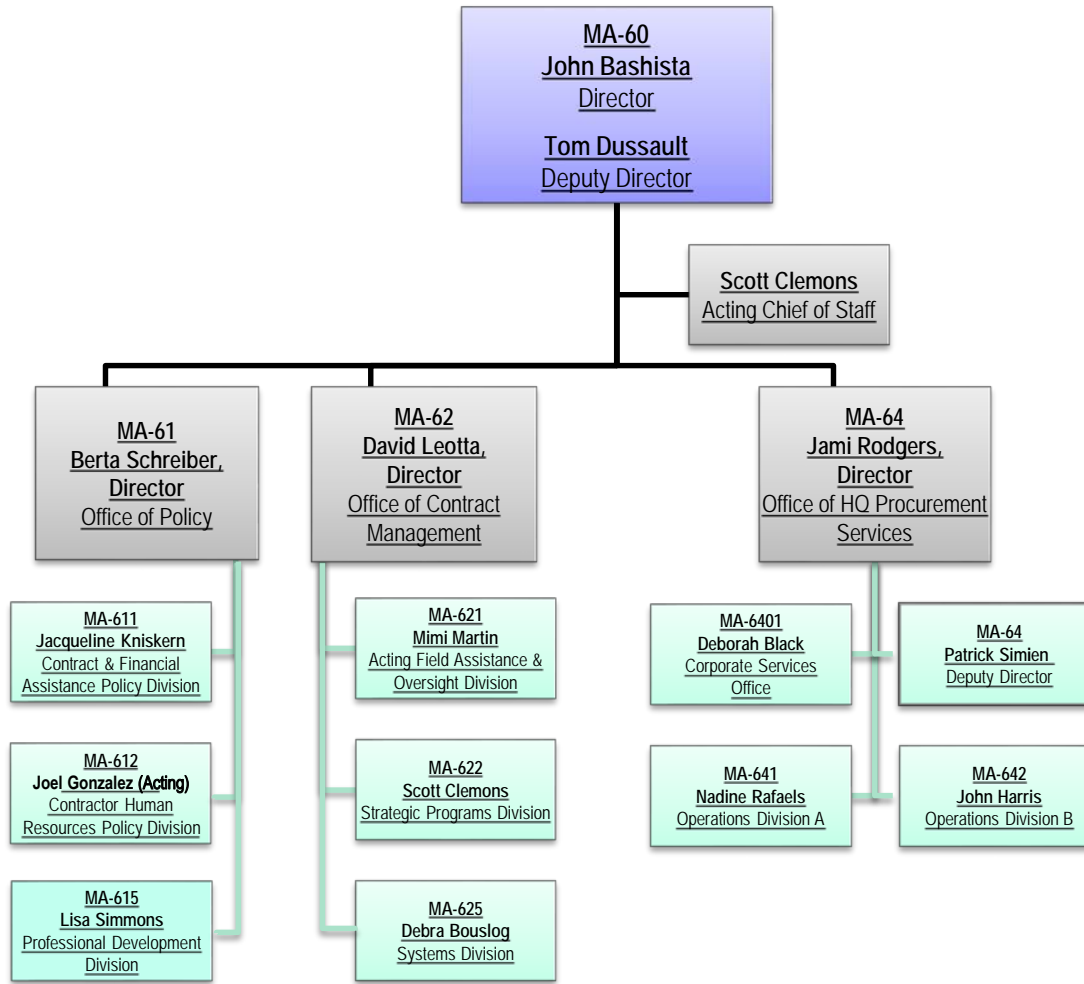 MA-60
John Bashista
Director
Tom Dussault
Deputy Director
Scott Clemons
Acting Chief of Staff
MA-61
Berta Schreiber,
Director
Office of Policy
MA-62
David Leotta,
Director
Office of Contract
Management
MA-64
Jami Rodgers,
Director
Office of HQ Procurement
Services
MA-611
Jacqueline Kniskern
Contract & Financial
Assistance Policy Division
MA-612
Joel Gonzalez (Acting)
Contractor Human
Resources Policy Division
MA-615
Lisa Simmons
Professional Development
Division
MA-621
Mimi Martin
Acting Field Assistance &
Oversight Division
MA-622
Scott Clemons
Strategic Programs Division
MA-625
Debra Bouslog
Systems Division
MA-6401
Deborah Black
Corporate Services
Office
MA-64
Patrick Simien
Deputy Director
MA-641
Nadine Rafaels
Operations Division A
MA-642
John Harris
Operations Division B